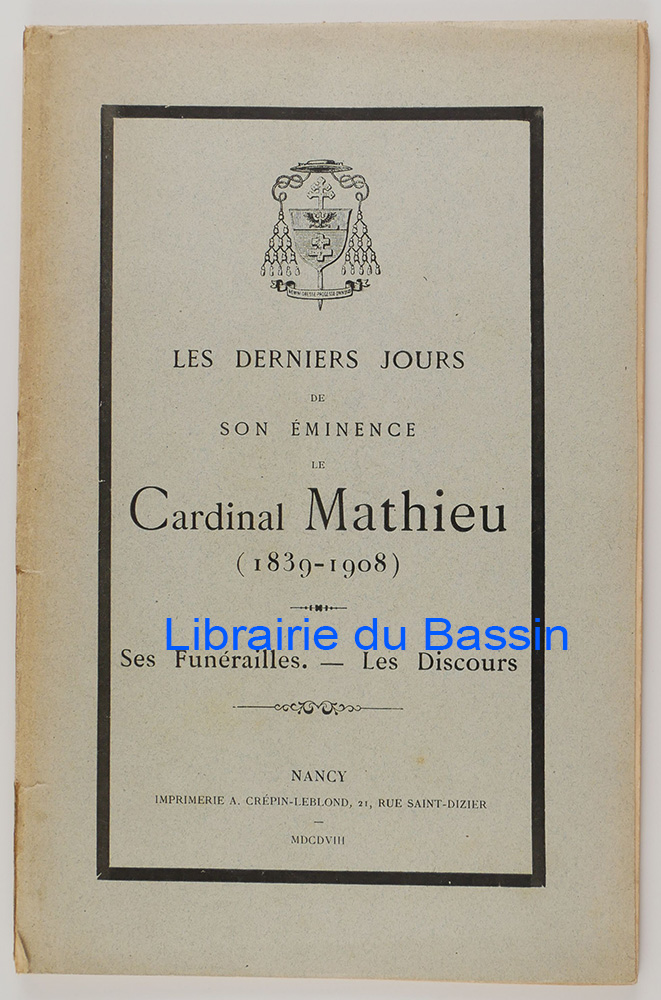 LES DERNIERS JOURS
DE
SON ÉMINENCE
LE
Cardinal Mathieu
(1839-1908)
Librairie du Bassin
Ses Funérailles. — Les Discours
NANCY
IMPRIMERIE A. CRÉPIN-LEBLOND, 21, RUE SAINT-DIZIER
—
MDCDVIII